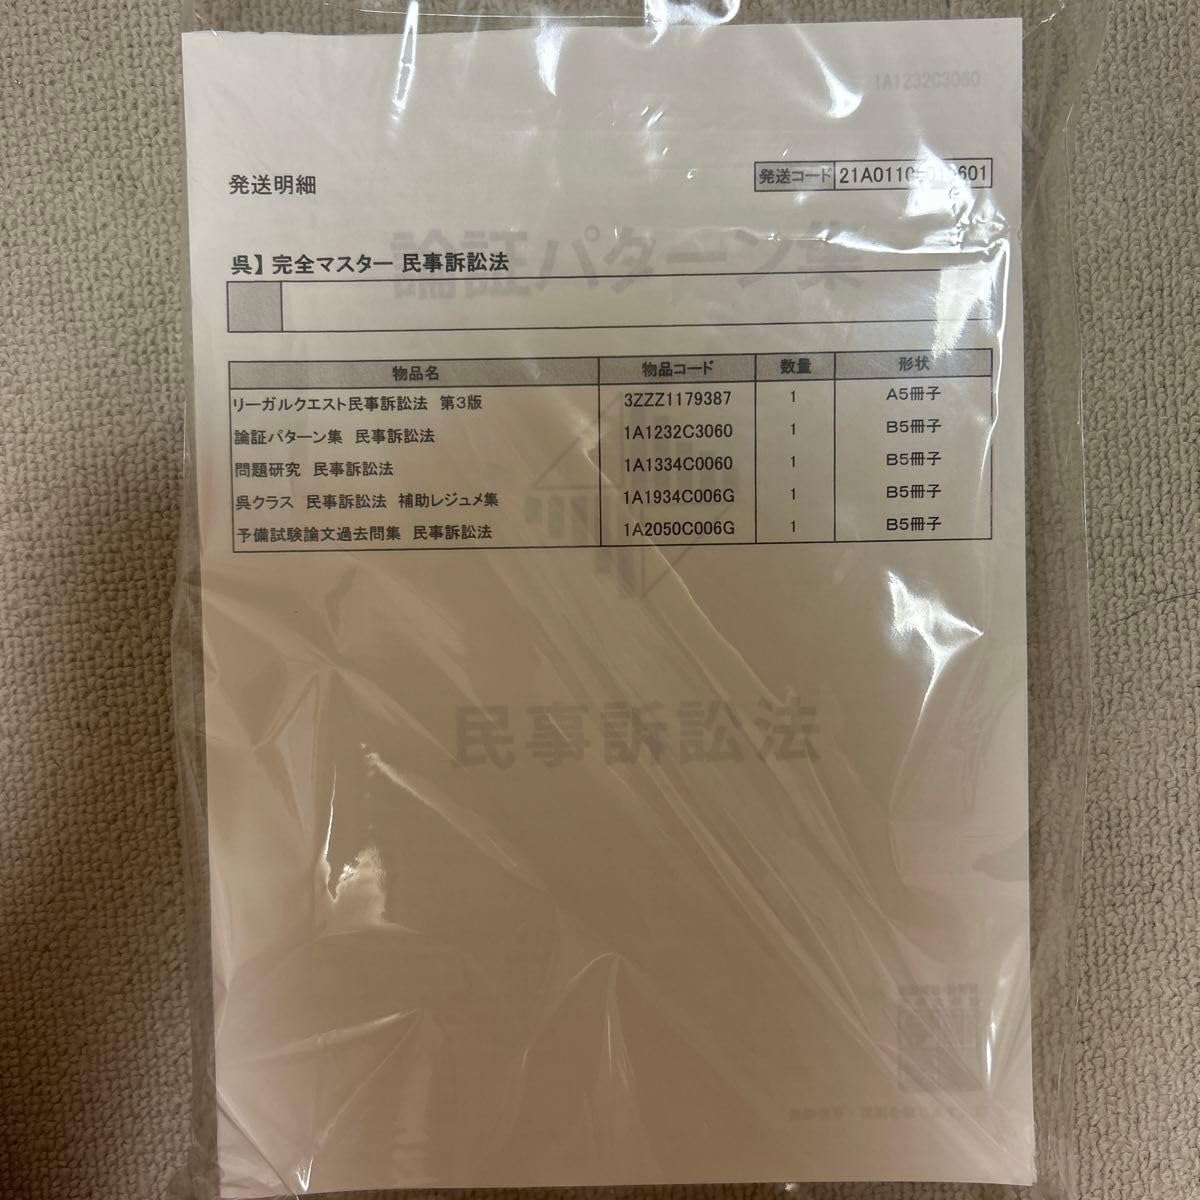 1A1232C3060
発送明細
発送コード 21A0110
論証パターン集
呉】完全マスター 民事訴訟法
物品名 物品コード 数量 形状
リーガルクエスト民事訴訟法 第3版 3ZZZ1179387 1 A5冊子
論証パターン集 民事訴訟法 1A1232C3060 1 B5冊子
問題研究 民事訴訟法 1A1334C0060 1 B5冊子
呉クラス 民事訴訟法 補助レジュメ集 1A1934C006G 1 B5冊子
予備試験論文過去問集 民事訴訟法 1A2050C006G 1 B5冊子
民事訴訟法